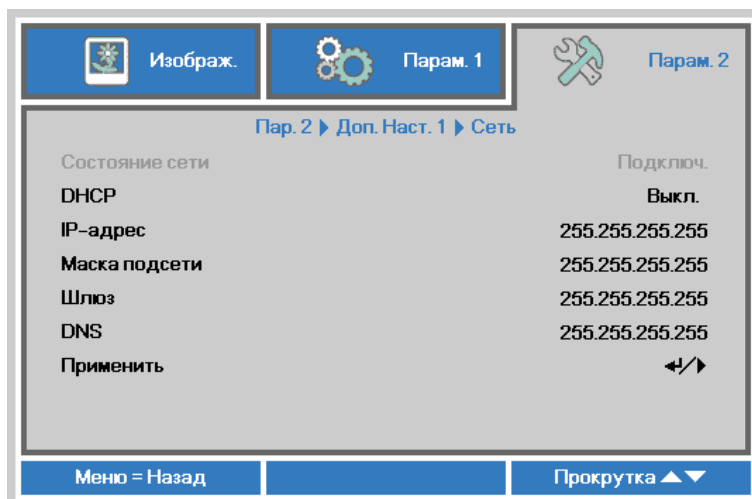 Изображ.
Парам. 1
Парам. 2
Пар. 2 ▶ Доп. Наст. 1 ▶ Сеть
Состояние сети Подключ.
DHCP Выкл.
IP-адрес 255.255.255.255
Маска подсети 255.255.255.255
Шлюз 255.255.255.255
DNS 255.255.255.255
Применить ↵/▶
Меню = Назад
Прокрутка ▲▼